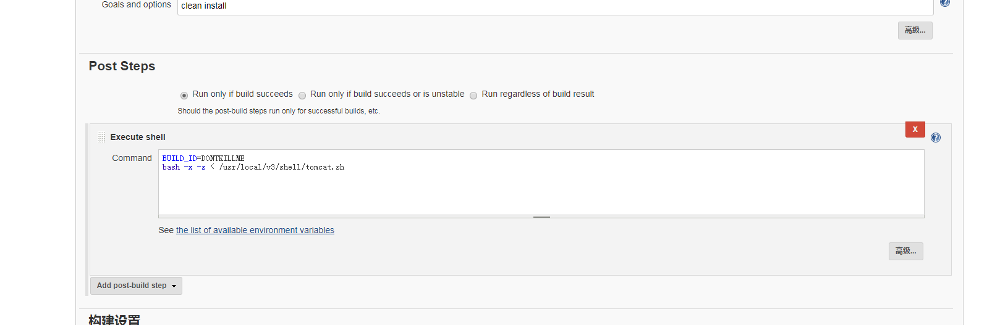 Goals and options
clean install
高级...
Post Steps
Run only if build succeeds
Run only if build succeeds or is unstable
Run regardless of build result
Should the post-build steps run only for successful builds, etc.
X
Execute shell
Command
BUILD_ID=DONTKILLME
bash -x -s < /usr/local/v3/shell/tomcat.sh
See the list of available environment variables
高级...
Add post-build step
构建设置